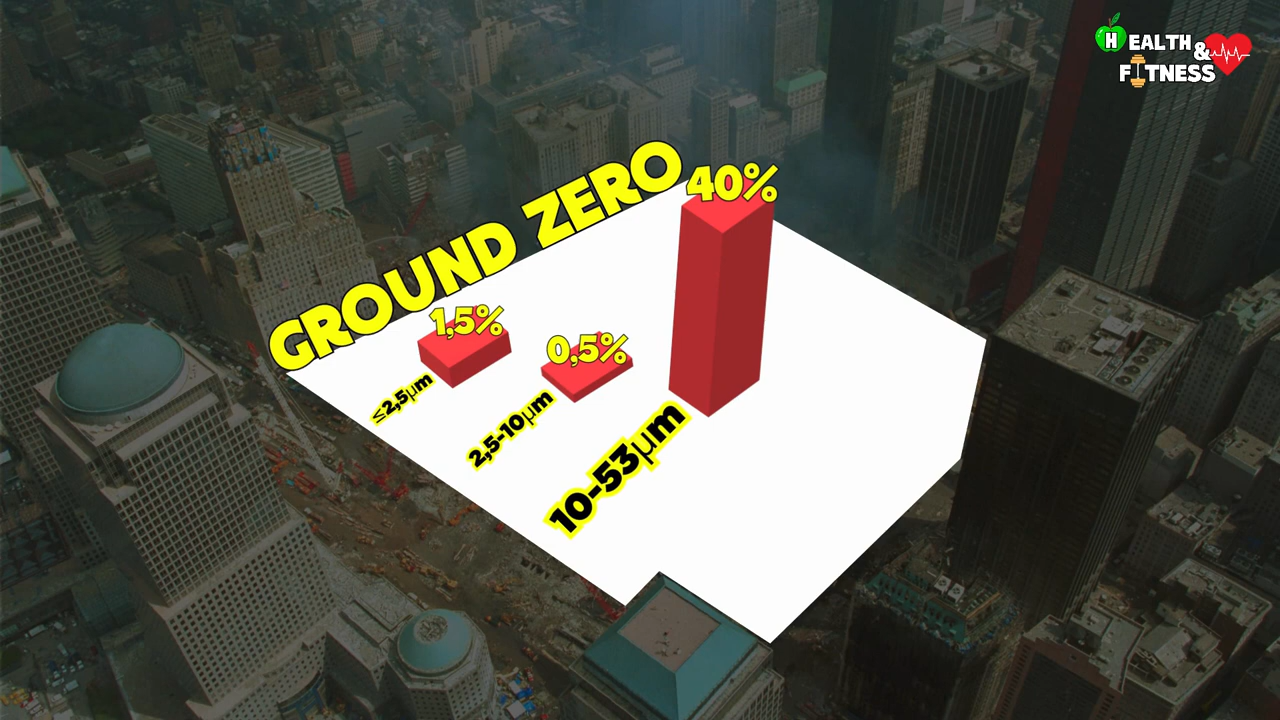 HEALTH &
FITNESS
GROUND ZERO
40%
1,5%
0,5%
≤2,5μm
2,5-10μm
10-53μm